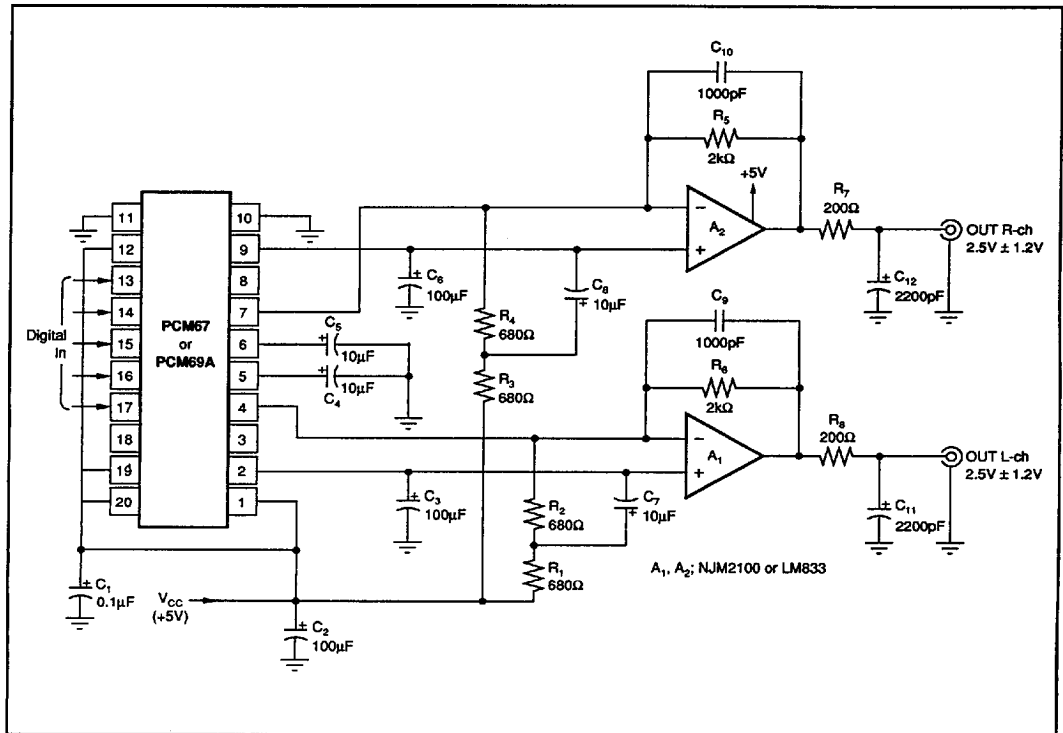 C10
1000pF
R5
2kΩ
+5V
−
A2
+
R7
200Ω
OUT R-ch
2.5V ± 1.2V
+
C12
2200pF
11
12
13
14
15
16
17
18
19
20
Digital
In
PCM67
or
PCM69A
10
9
8
7
6
5
4
3
2
1
+
C6
100µF
C8
+
10µF
R4
680Ω
R3
680Ω
C5
+
10µF
+
10µF
C4
C9
1000pF
R6
2kΩ
−
A1
+
R8
200Ω
OUT L-ch
2.5V ± 1.2V
+
C11
2200pF
+
C3
100µF
R2
680Ω
C7
+
10µF
R1
680Ω
A1, A2; NJM2100 or LM833
+
C1
0.1µF
VCC
(+5V)
+
C2
100µF